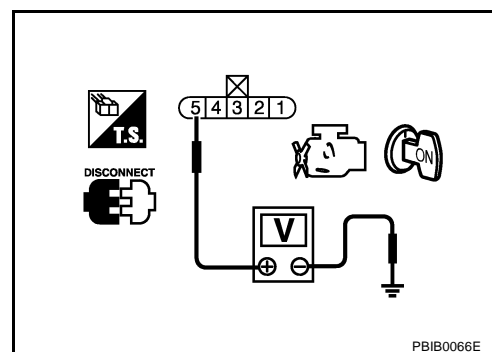 5 4 3 2 1
T.S.
DISCONNECT
ON
V
+ −
PBIB0066E